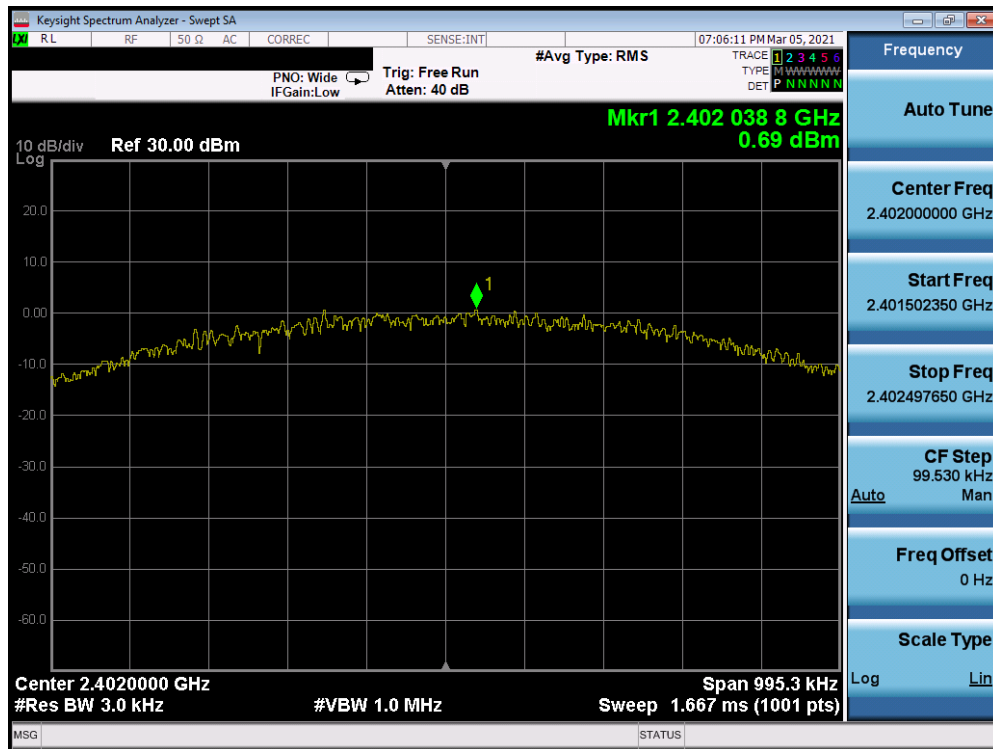 Keysight Spectrum Analyzer - Swept SA
LXI RL RF 50 Ω AC CORREC SENSE:INT 07:06:11 PM Mar 05, 2021
#Avg Type: RMS TRACE 1 2 3 4 5 6
PNO: Wide Trig: Free Run TYPE M WWWWW
IFGain:Low Atten: 40 dB DET P N N N N N
Mkr1 2.402 038 8 GHz
0.69 dBm
10 dB/div Ref 30.00 dBm
Log
20.0
10.0
1
0.00
-10.0
-20.0
-30.0
-40.0
-50.0
-60.0
Center 2.4020000 GHz Span 995.3 kHz
#Res BW 3.0 kHz #VBW 1.0 MHz Sweep 1.667 ms (1001 pts)
MSG STATUS
Frequency
Auto Tune
Center Freq
2.402000000 GHz
Start Freq
2.401502350 GHz
Stop Freq
2.402497650 GHz
CF Step
99.530 kHz
Auto Man
Freq Offset
0 Hz
Scale Type
Log Lin